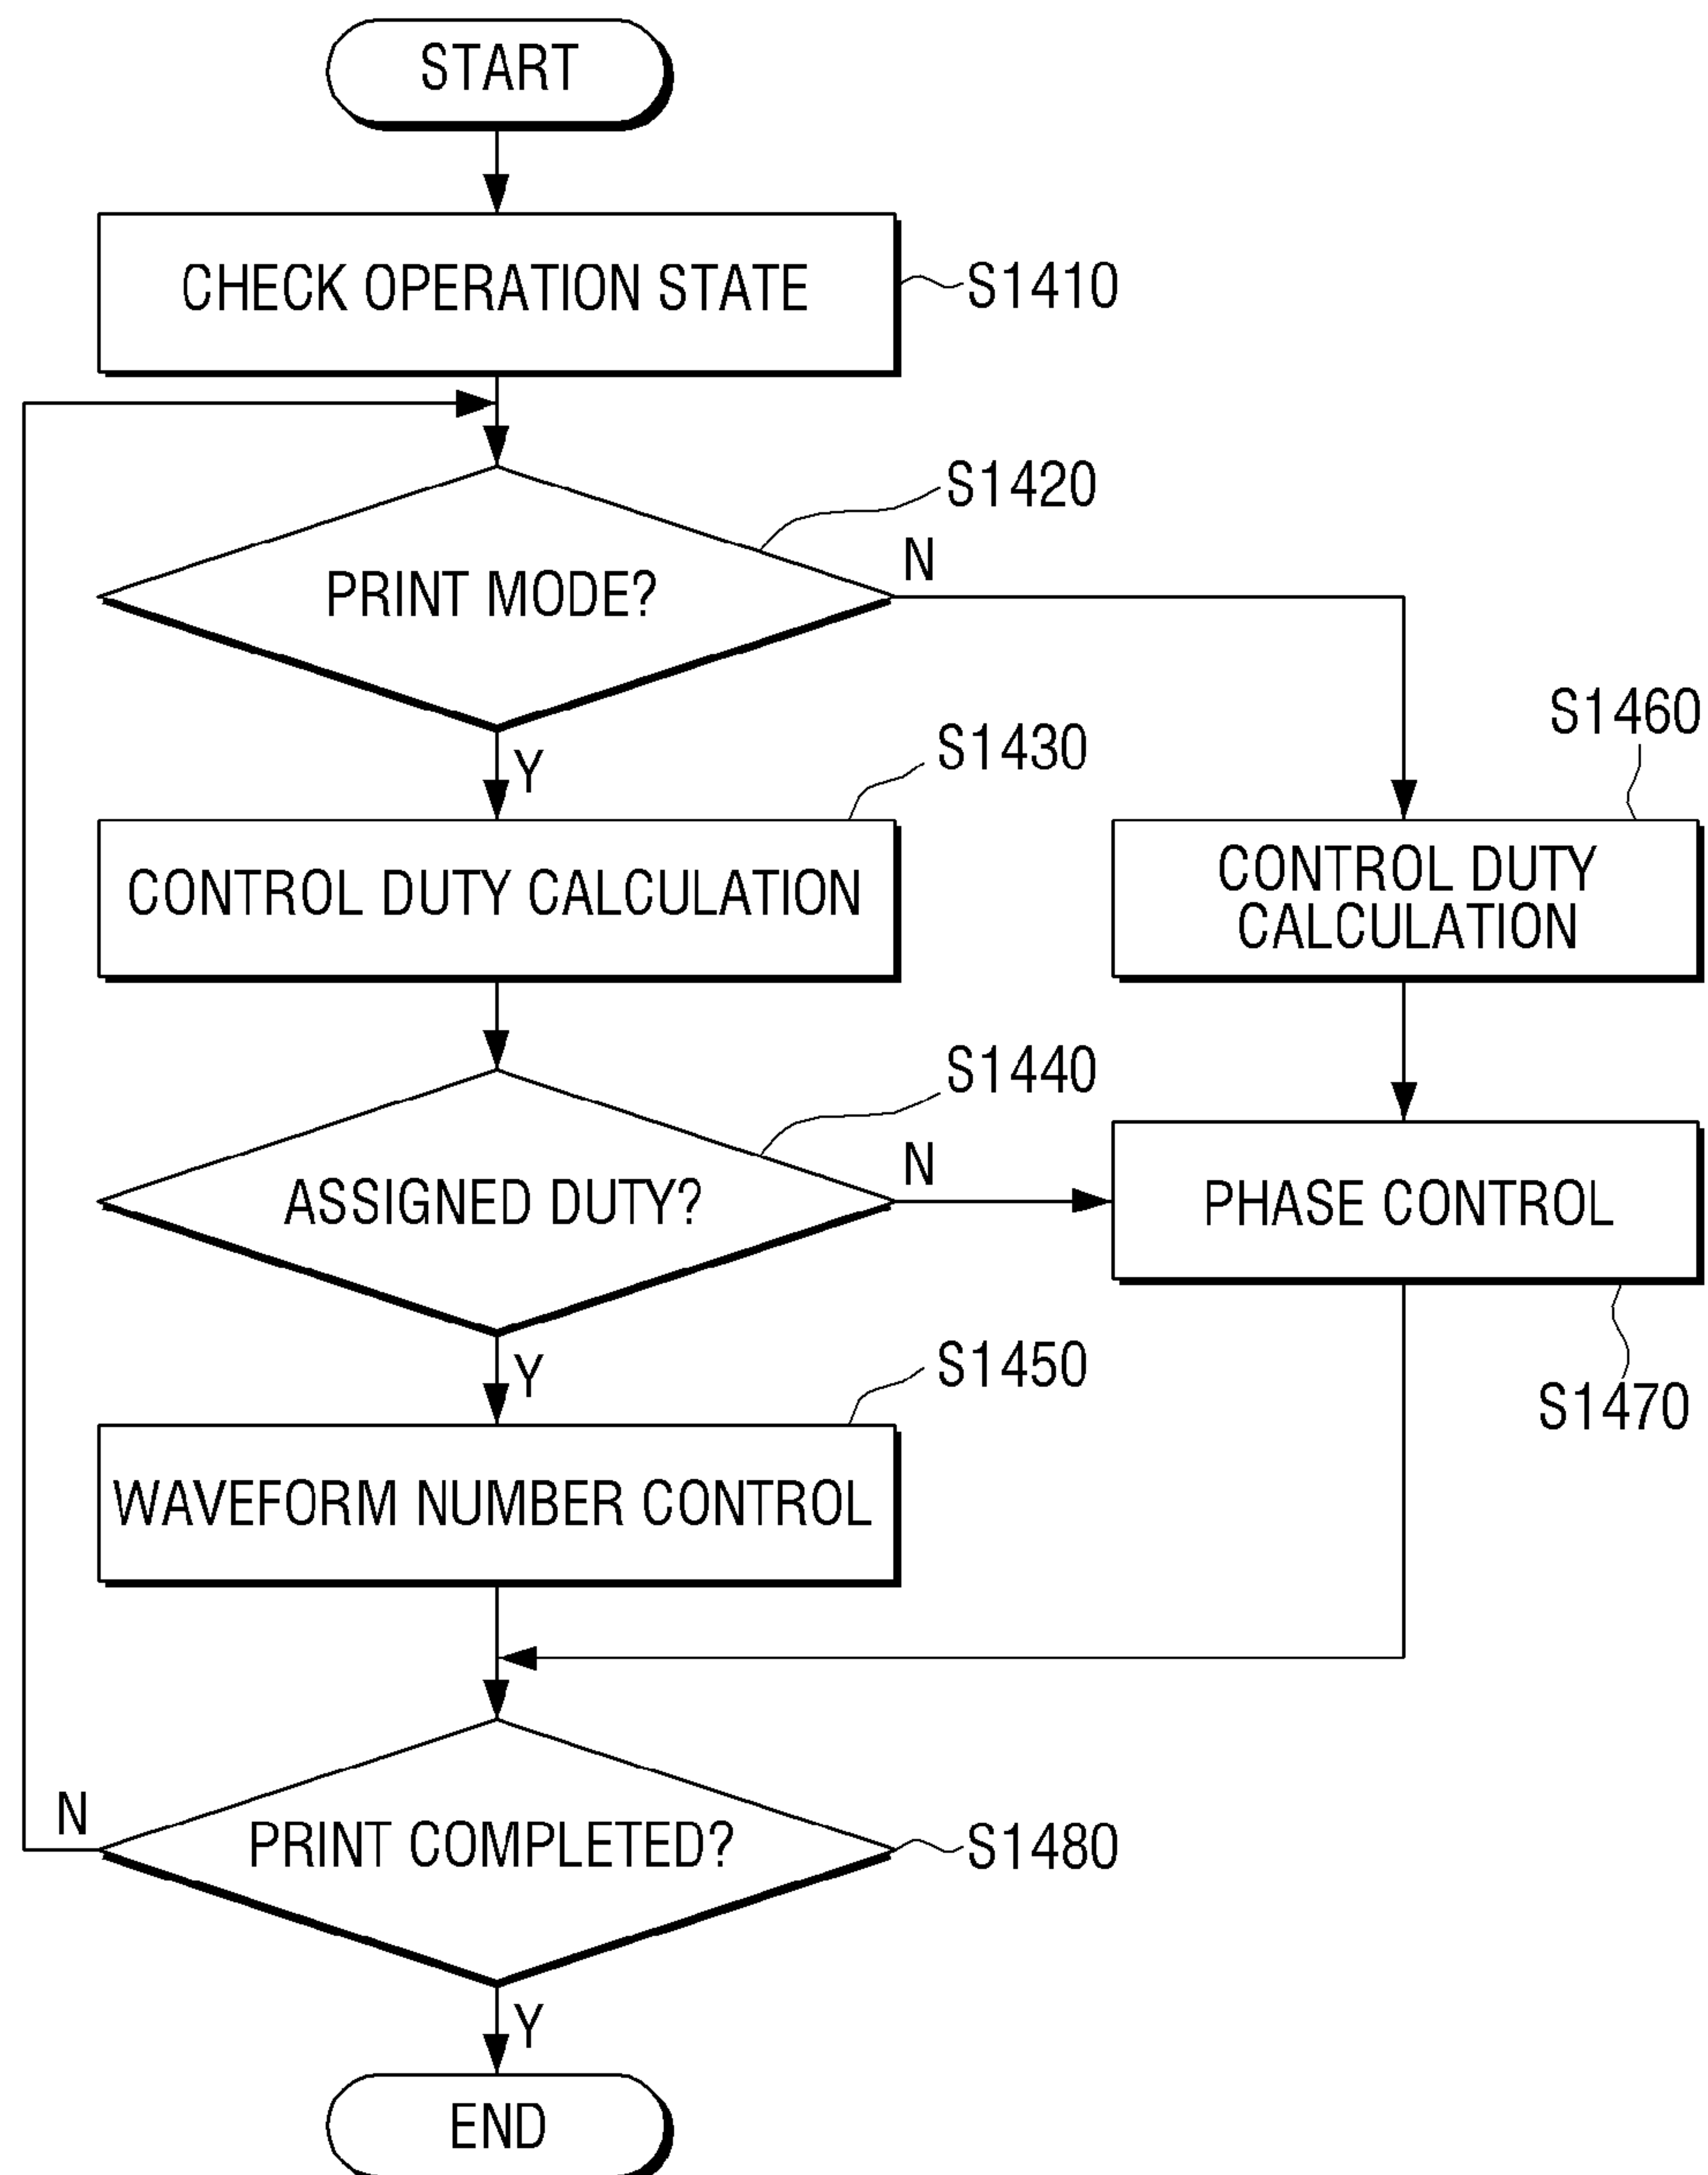 START
CHECK OPERATION STATE
S1410
S1420
PRINT MODE?
N
Y
S1430
S1460
CONTROL DUTY CALCULATION
CONTROL DUTY
CALCULATION
S1440
ASSIGNED DUTY?
N
PHASE CONTROL
Y
S1450
S1470
WAVEFORM NUMBER CONTROL
N
PRINT COMPLETED?
S1480
Y
END